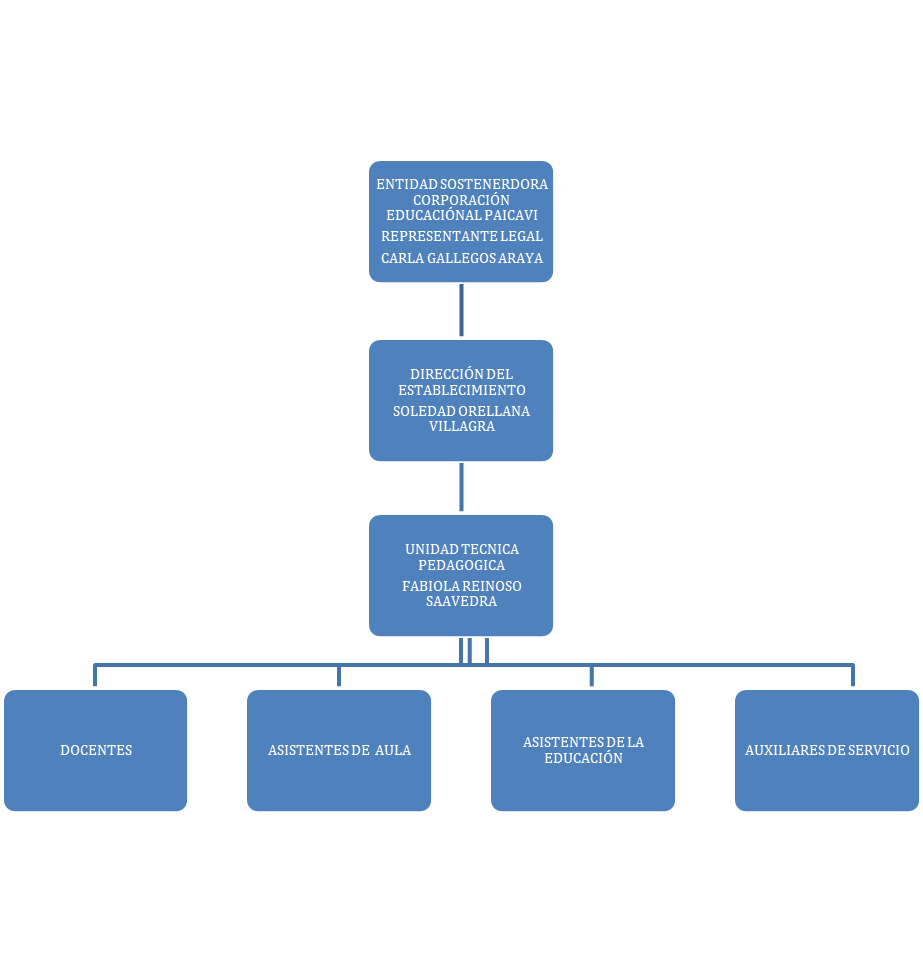 ENTIDAD SOSTENERDORA
CORPORACIÓN
EDUCACIÓNAL PAICAVI
REPRESENTANTE LEGAL
CARLA GALLEGOS ARAYA
DIRECCIÓN DEL
ESTABLECIMIENTO
SOLEDAD ORELLANA
VILLAGRA
UNIDAD TECNICA
PEDAGOGICA
FABIOLA REINOSO
SAAVEDRA
DOCENTES
ASISTENTES DE AULA
ASISTENTES DE LA
EDUCACIÓN
AUXILIARES DE SERVICIO